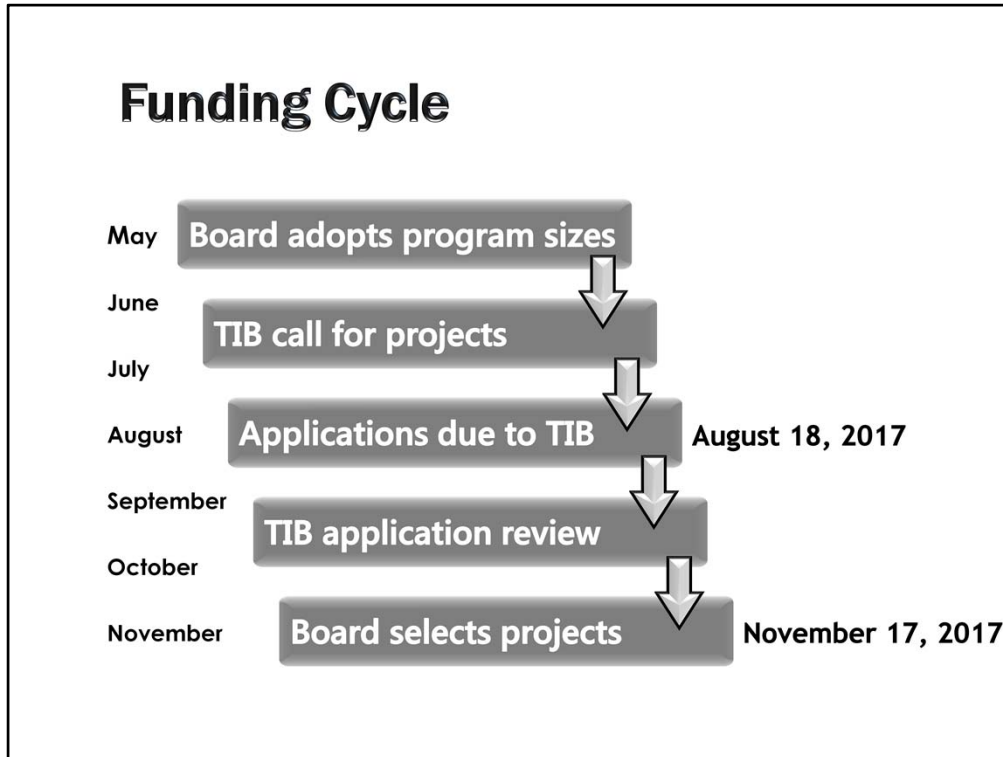 Funding Cycle
May
Board adopts program sizes
June
TIB call for projects
July
August
Applications due to TIB
August 18, 2017
September
TIB application review
October
November
Board selects projects
November 17, 2017